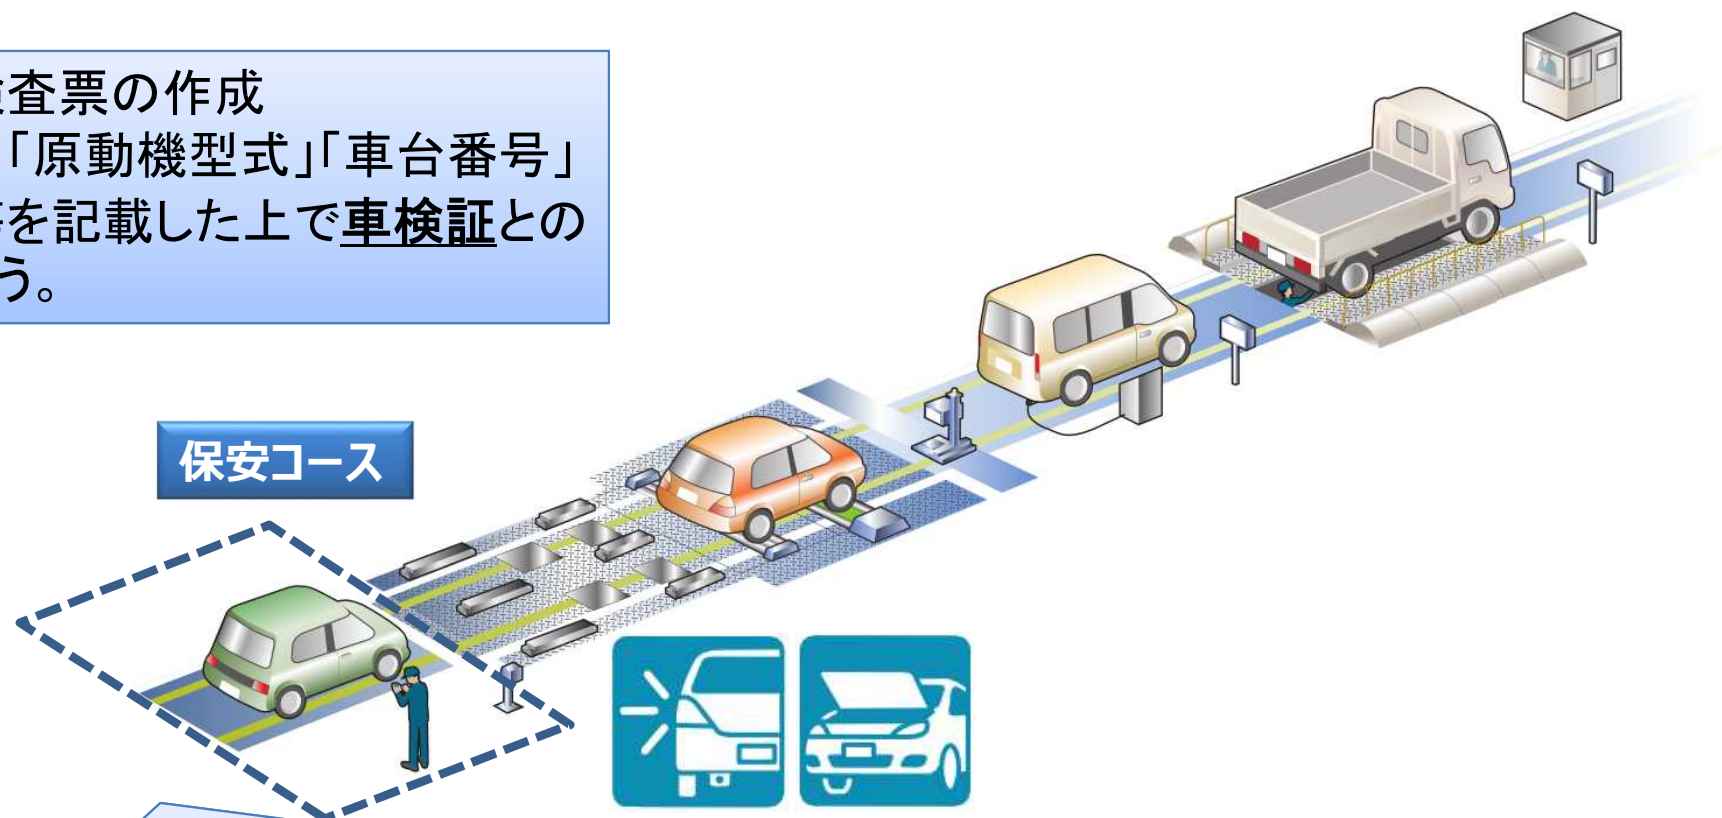 査票の作成
「原動機型式」「車台番号」
を記載した上で車検証との
う。
保安コース